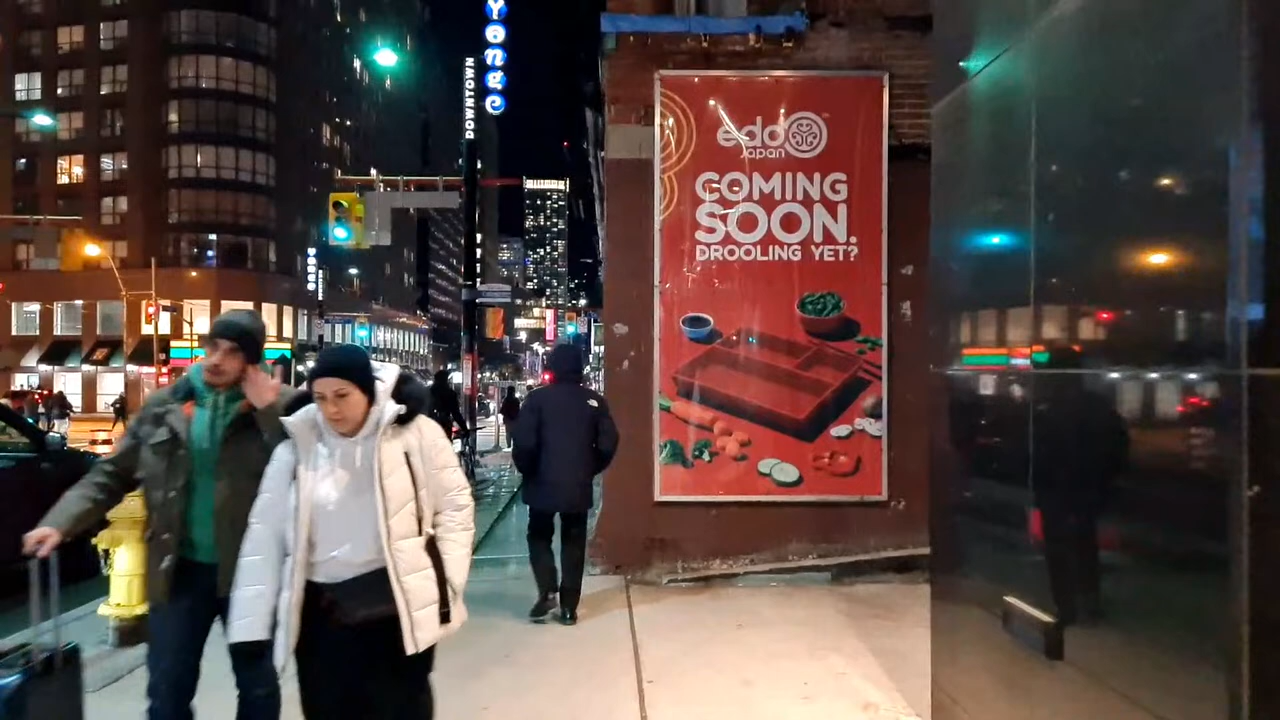 Yonge
DOWNTOWN
edo
Japan
COMING
SOON.
DROOLING YET?